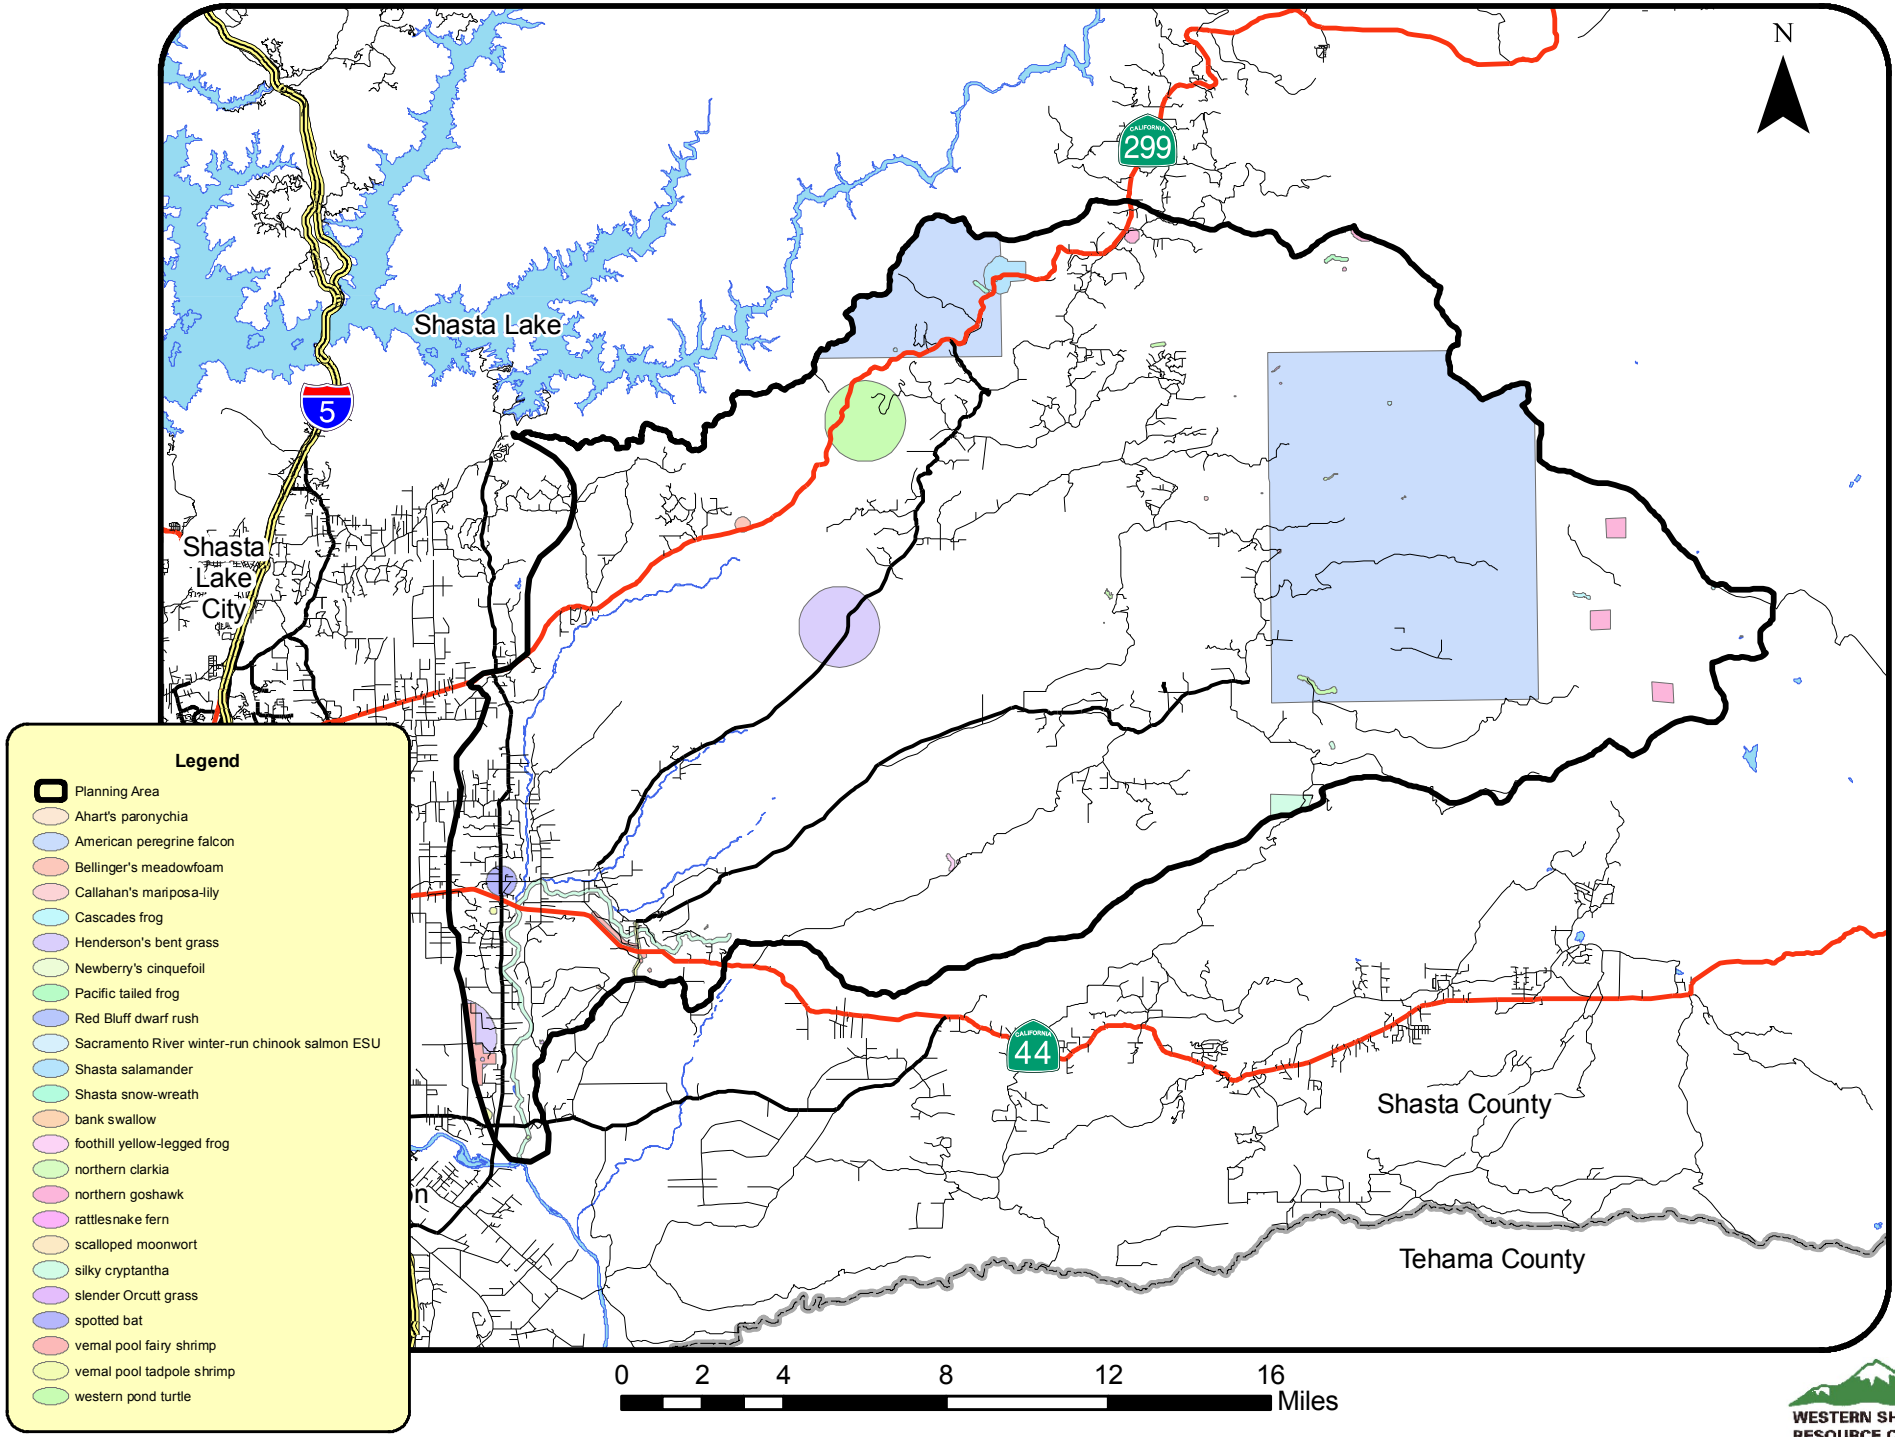 N
CALIFORNIA
299
Shasta Lake
5
Shasta
Lake
City
Legend
Planning Area
Ahart's paronychia
American peregrine falcon
Bellinger's meadowfoam
Callahan's mariposa-lily
Cascades frog
Henderson's bent grass
Newberry's cinquefoil
Pacific tailed frog
Red Bluff dwarf rush
Sacramento River winter-run chinook salmon ESU
Shasta salamander
Shasta snow-wreath
bank swallow
foothill yellow-legged frog
northern clarkia
northern goshawk
rattlesnake fern
scalloped moonwort
silky cryptantha
slender Orcutt grass
spotted bat
vernal pool fairy shrimp
vernal pool tadpole shrimp
western pond turtle
CALIFORNIA
44
Shasta County
Tehama County
0 2 4 8 12 16
Miles
WESTERN SH
RESOURCE C